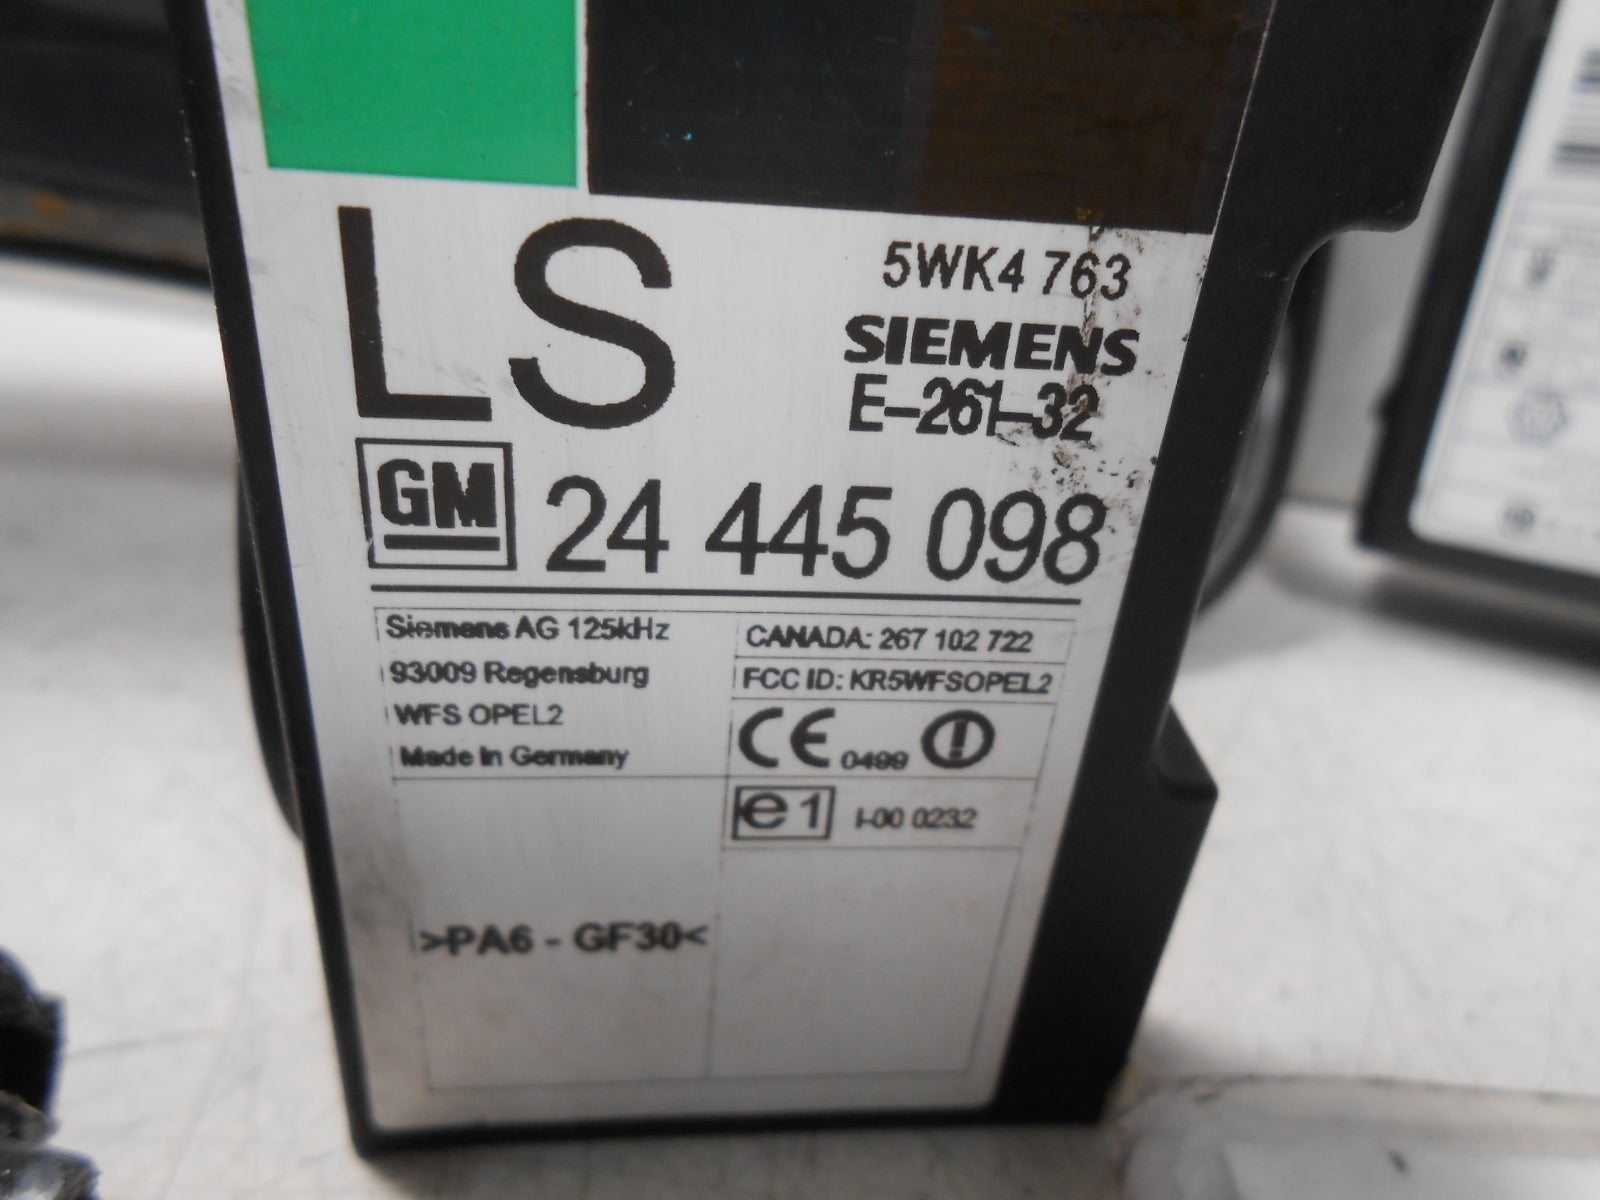 LS
5WK4 763
SIEMENS
E-261-32
GM 24 445 098
Siemens AG 125kHz
93009 Regensburg
WFS OPEL2
Made In Germany
CANADA: 267 102 722
FCC ID: KR5WFSOPEL2
CE 0499
e1 I-00 0232
>PA6 - GF30<